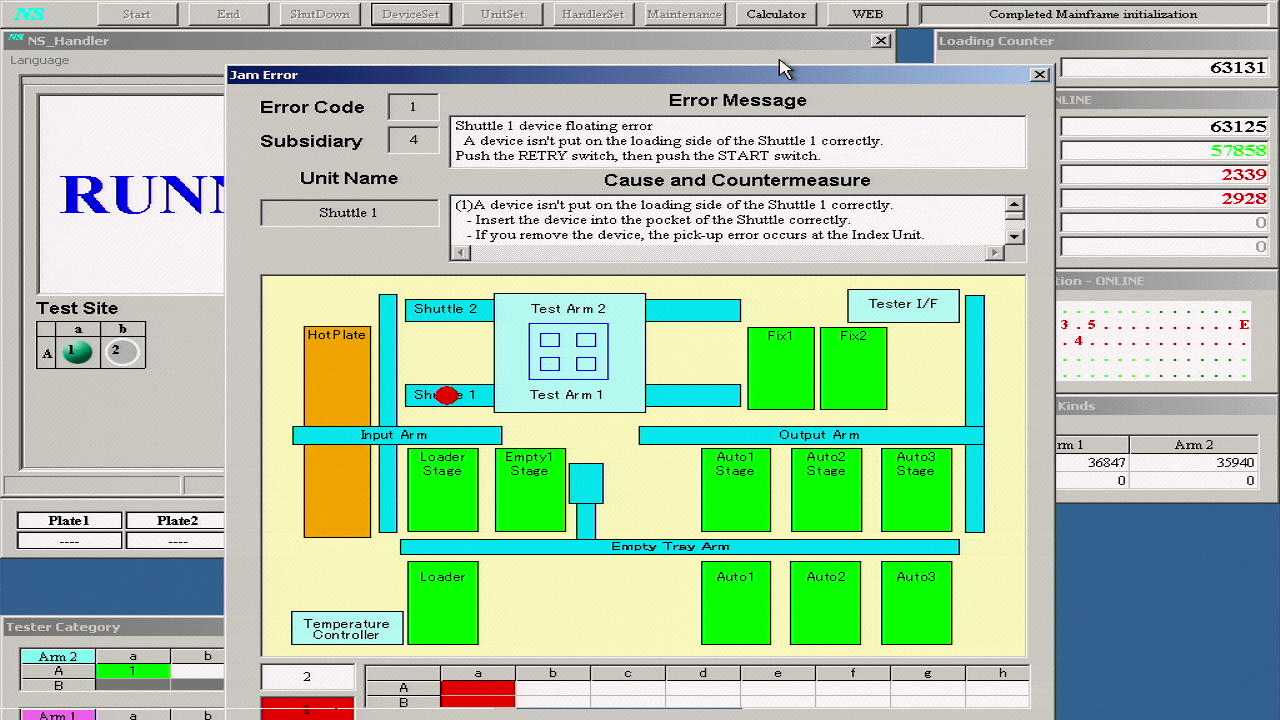 NS Start End ShutDown DeviceSet UnitSet HandlerSet Maintenance Calculator WEB Completed Mainframe initialization
NS NS_Handler
Loading Counter
Language
63131
Jam Error
Error Code 1
Error Message
NLINE
Shuttle 1 device floating error
A device isn't put on the loading side of the Shuttle 1 correctly.
Push the RETRY switch, then push the START switch.
63125
Subsidiary 4
57858
Unit Name
Cause and Countermeasure
2339
RUNN
Shuttle 1
(1)A device isn't put on the loading side of the Shuttle 1 correctly.
- Insert the device into the pocket of the Shuttle correctly.
- If you remove the device, the pick-up error occurs at the Index Unit.
2928
0
0
tion - ONLINE
Test Site
a b
A 1 2
Shuttle 2
Test Arm 2
Tester I/F
HotPlate
Fix1 Fix2
3 . 5 . . . . . . . . E
. 4 . . . . . . . . .
Test Arm 1
Kinds
Input Arm
Output Arm
rm 1 Arm 2
36847 35940
0 0
Loader
Stage
Empty1
Stage
Auto1
Stage
Auto2
Stage
Auto3
Stage
Plate1 Plate2
---- ----
Empty Tray Arm
Loader
Auto1 Auto2 Auto3
Temperature
Controller
Tester Category
Arm 2 a b
A 1
B
2
a b c d e f g h
A
B
Arm 1 a b